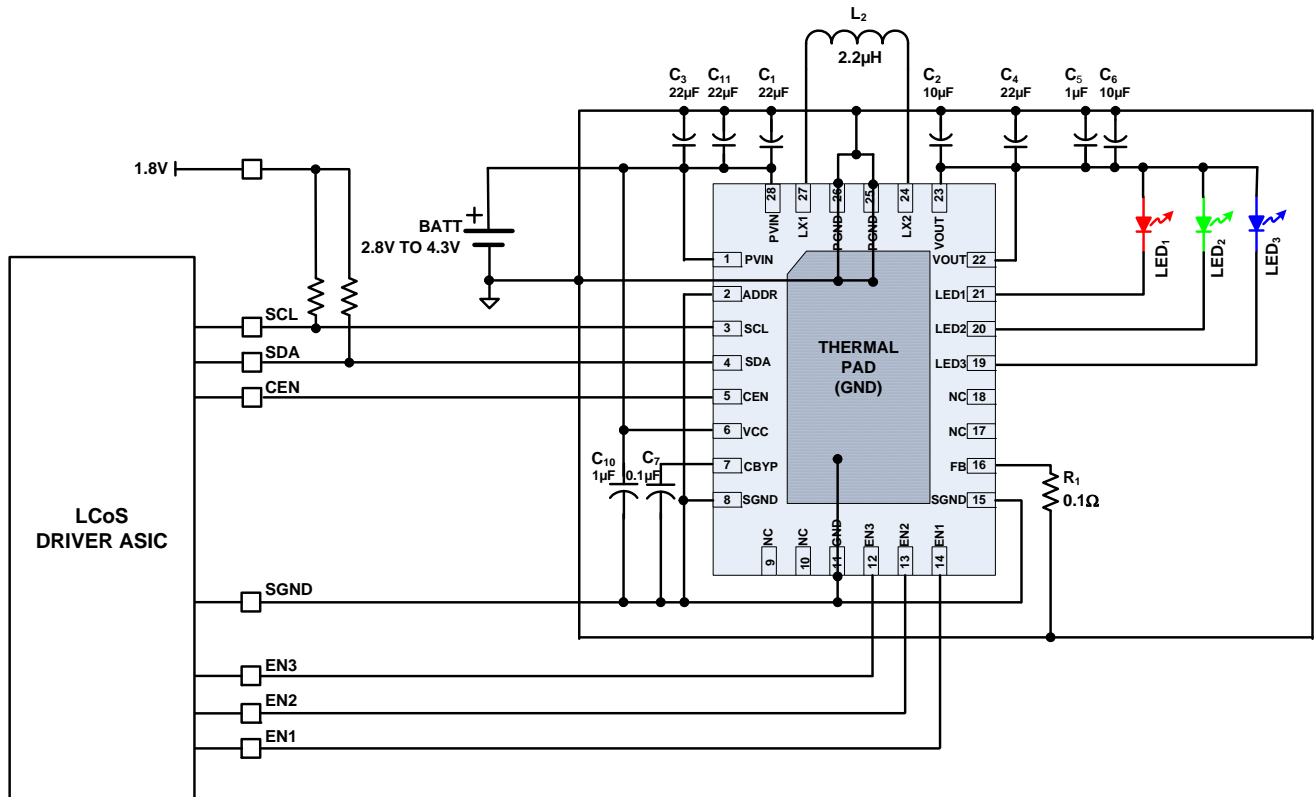 L2
2.2µH
C3
22µF
C11
22µF
C1
22µF
C2
10µF
C4
22µF
C5
1µF
C6
10µF
1.8V
BATT
2.8V TO 4.3V
+
28
PVIN
27
LX1
26
PGND
25
PGND
24
LX2
23
VOUT
1 PVIN
2 ADDR
3 SCL
4 SDA
5 CEN
6 VCC
7 CBYP
8 SGND
VOUT 22
LED1 21
LED2 20
LED3 19
NC 18
NC 17
FB 16
SGND 15
THERMAL
PAD
(GND)
LED1
LED2
LED3
SCL
SDA
CEN
C10
1µF
C7
0.1µF
R1
0.1Ω
NC
9
NC
10
GND
11
EN3
12
EN2
13
EN1
14
LCoS
DRIVER ASIC
SGND
EN3
EN2
EN1